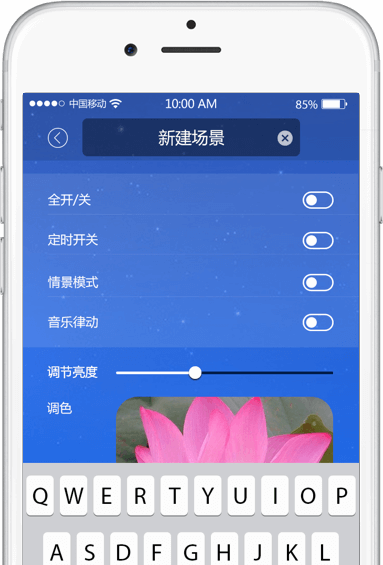 中国移动 10:00 AM 85%
新建场景
全开/关
定时开关
情景模式
音乐律动
调节亮度
调色
Q W E R T Y U I O P
A S D F G H J K L